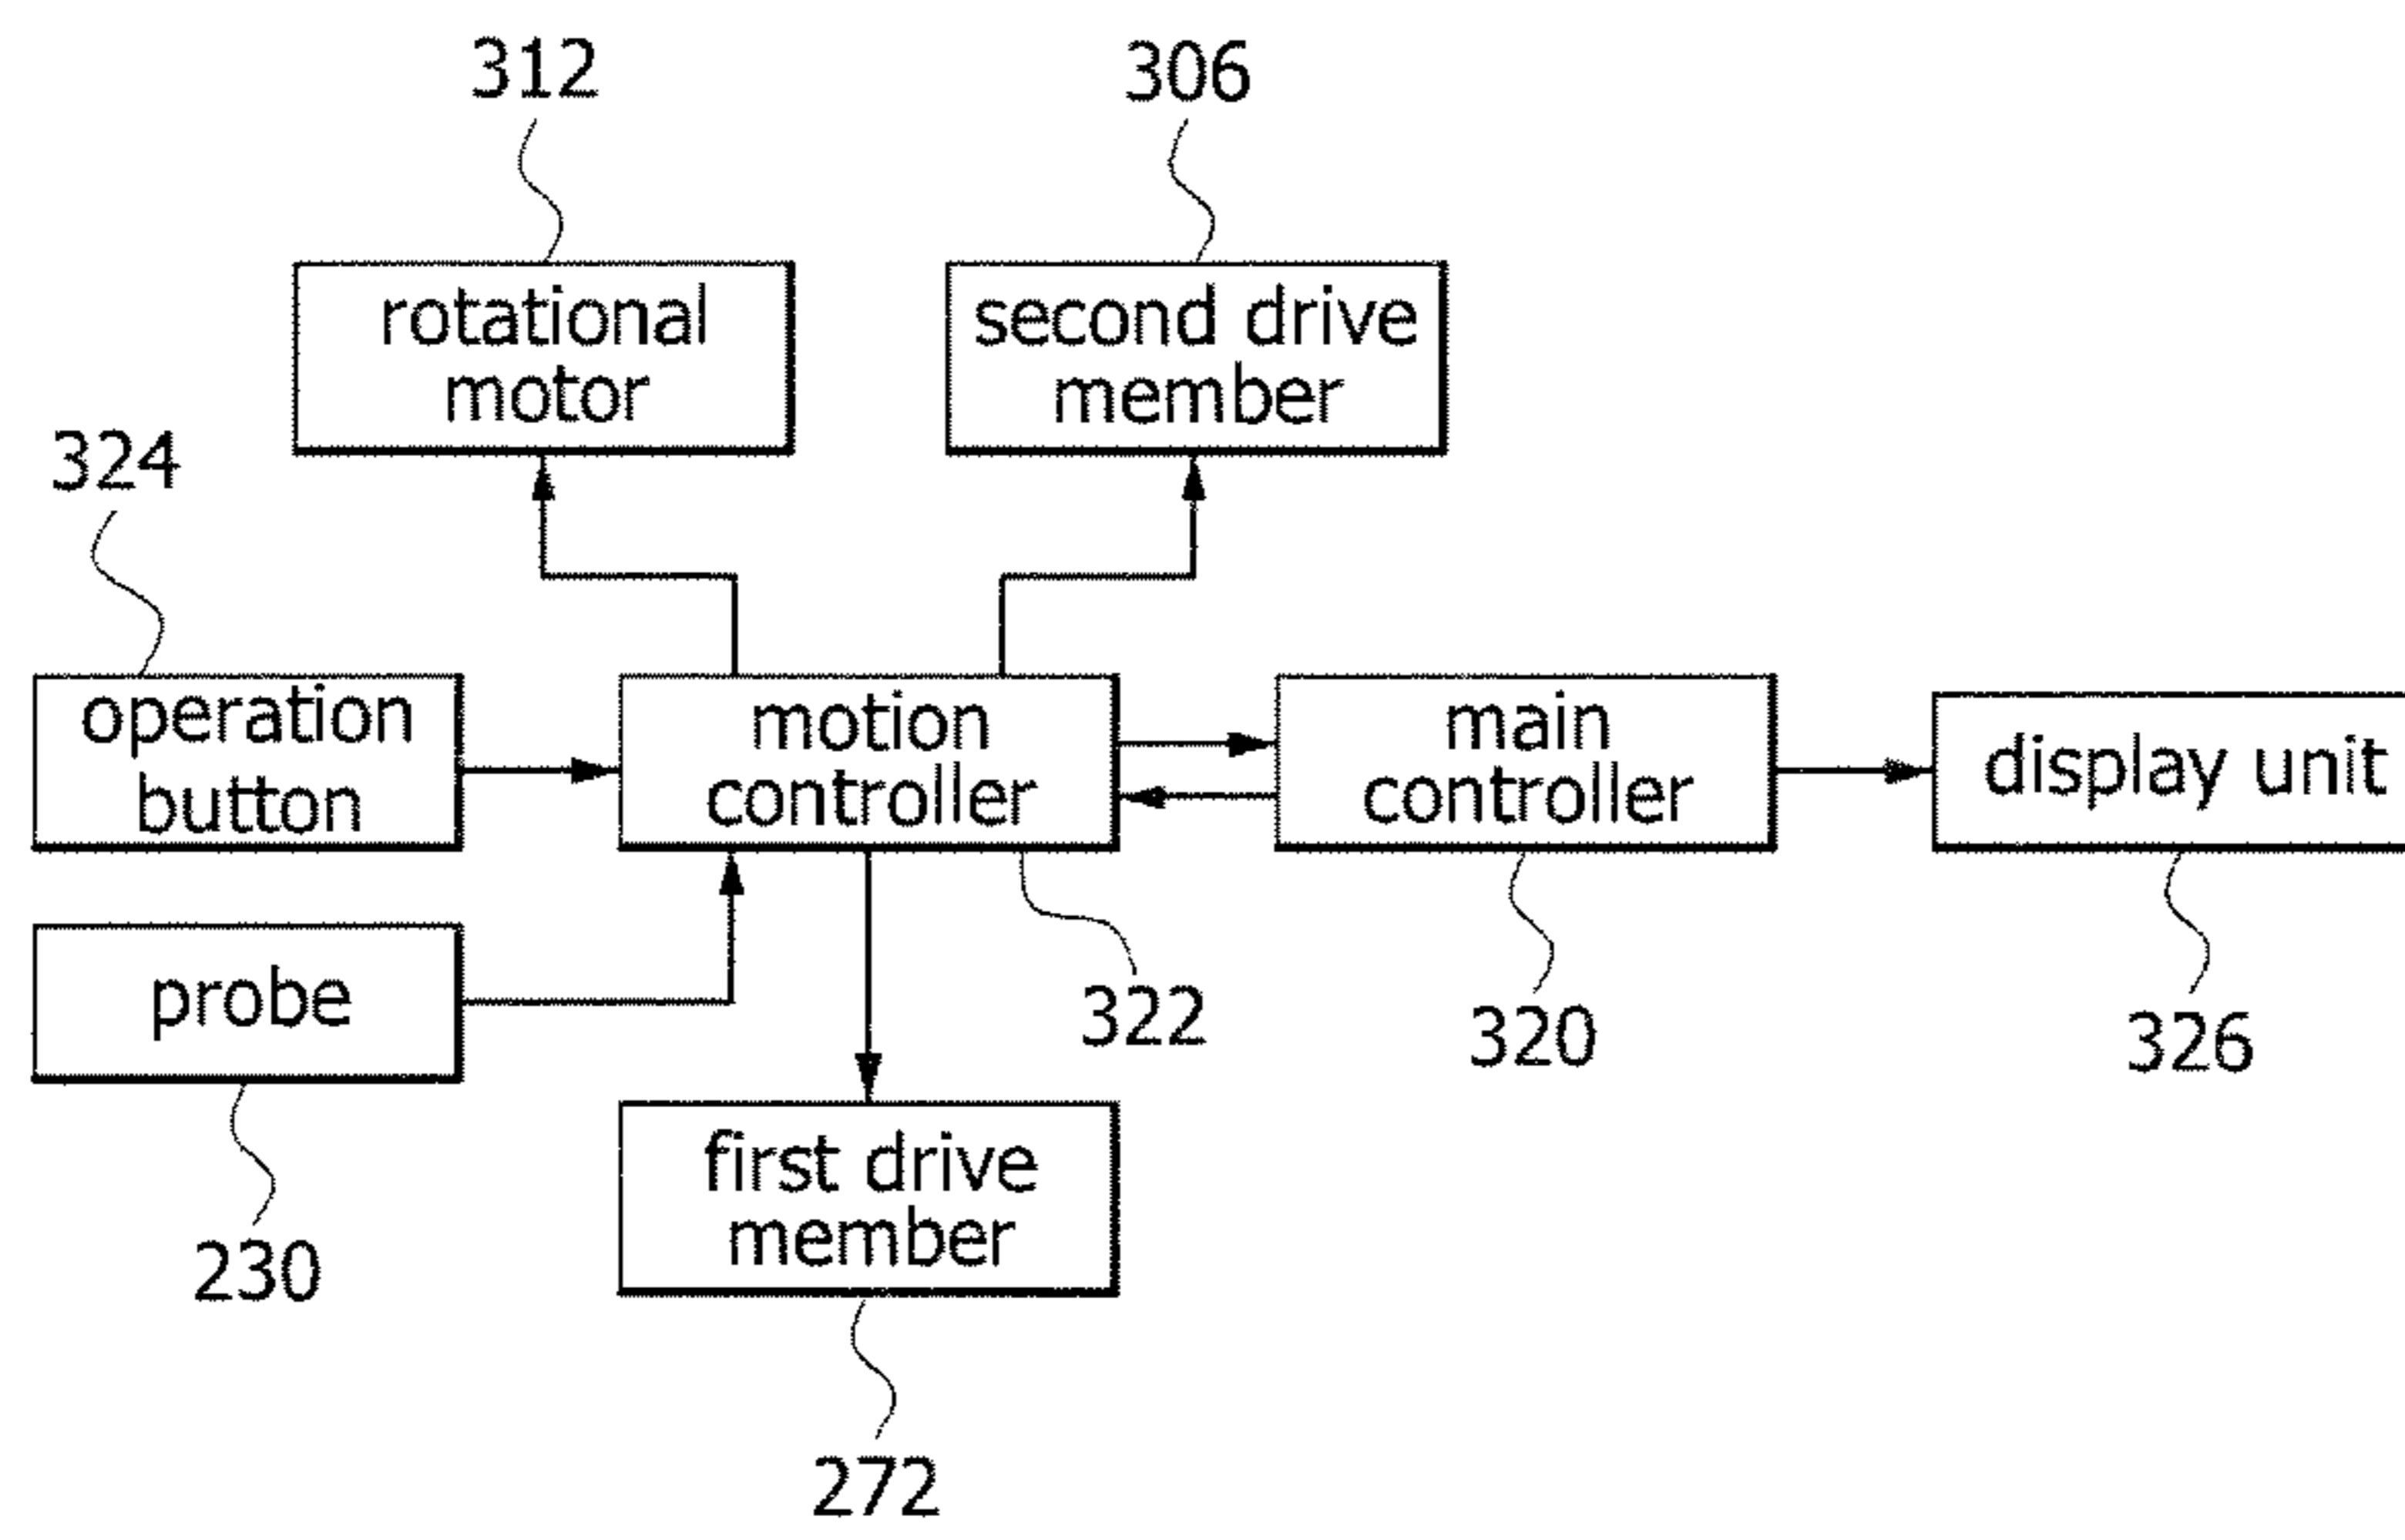 312
306
rotational
motor
second drive
member
324
operation
button
motion
controller
main
controller
display unit
probe
322
320
326
first drive
member
230
272